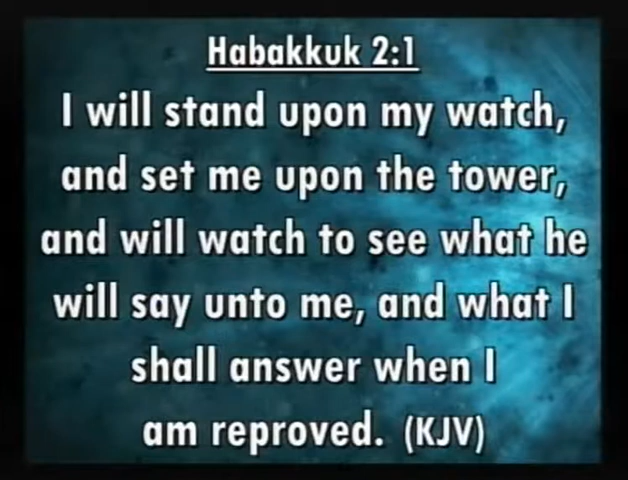 Habakkuk 2:1
I will stand upon my watch,
and set me upon the tower,
and will watch to see what he
will say unto me, and what I
shall answer when I
am reproved. (KJV)